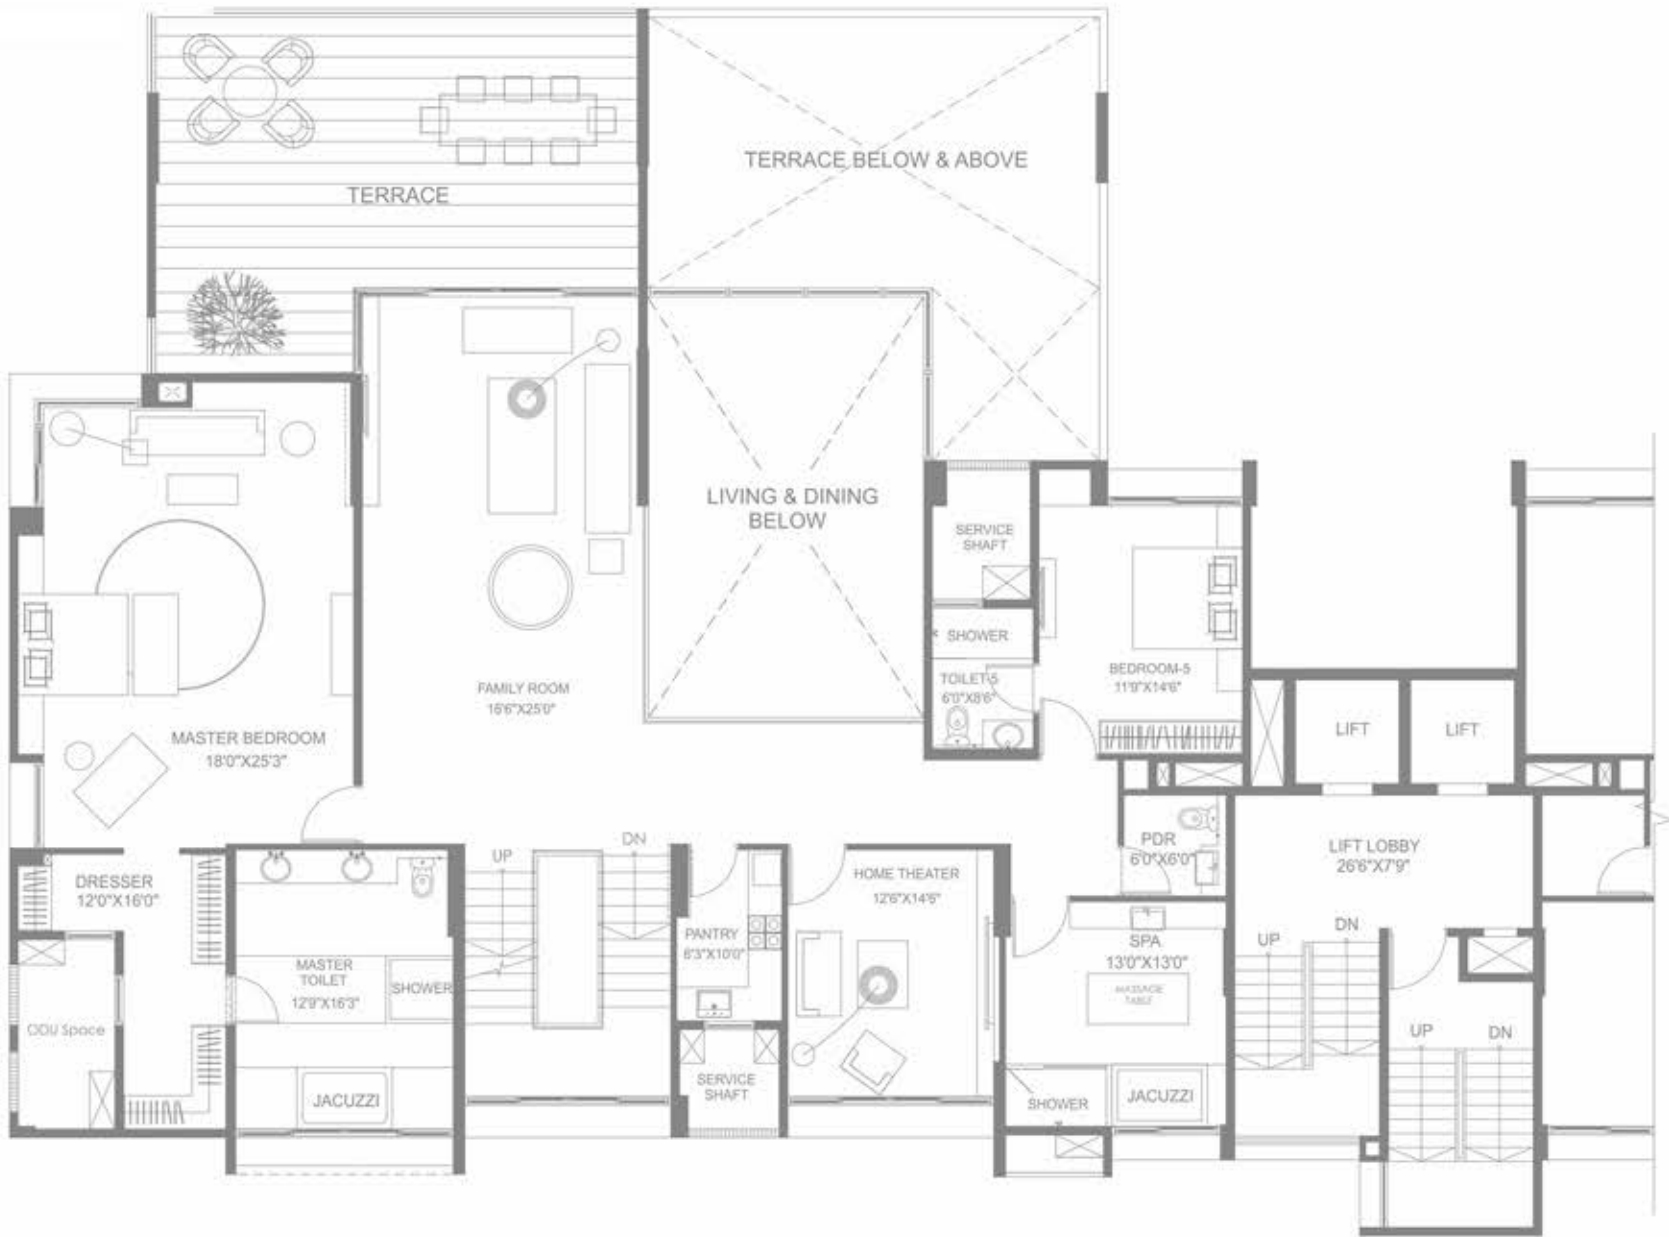 TERRACE BELOW & ABOVE
TERRACE
LIVING & DINING
BELOW
SERVICE
SHAFT
SHOWER
TOILET-5
6'0"X8'6"
BEDROOM-5
11'9"X14'6"
FAMILY ROOM
15'6"X25'0"
MASTER BEDROOM
18'0"X25'3"
LIFT
LIFT
LIFT LOBBY
26'6"X7'9"
PDR
6'0"X6'0"
UP
DN
HOME THEATER
12'6"X14'6"
DRESSER
12'0"X16'0"
PANTRY
6'3"X10'0"
SPA
13'0"X13'0"
MASSAGE
TABLE
UP
DN
MASTER
TOILET
12'9"X16'3"
SHOWER
ODU Space
UP
DN
SERVICE
SHAFT
JACUZZI
SHOWER
JACUZZI